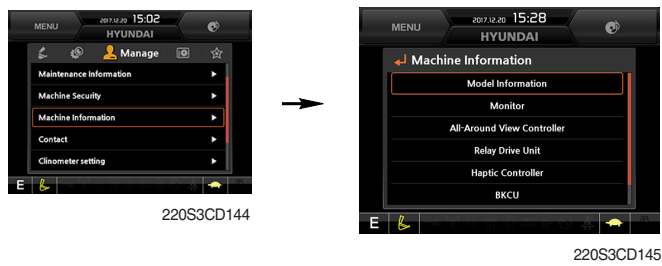 MENU
2017.12.20 15:02
HYUNDAI
Manage
Maintenance Information
Machine Security
Machine Information
Contact
Clinometer setting
E
220S3CD144
MENU
2017.12.20 15:28
HYUNDAI
Machine Information
Model Information
Monitor
All-Around View Controller
Relay Drive Unit
Haptic Controller
BKCU
E
220S3CD145